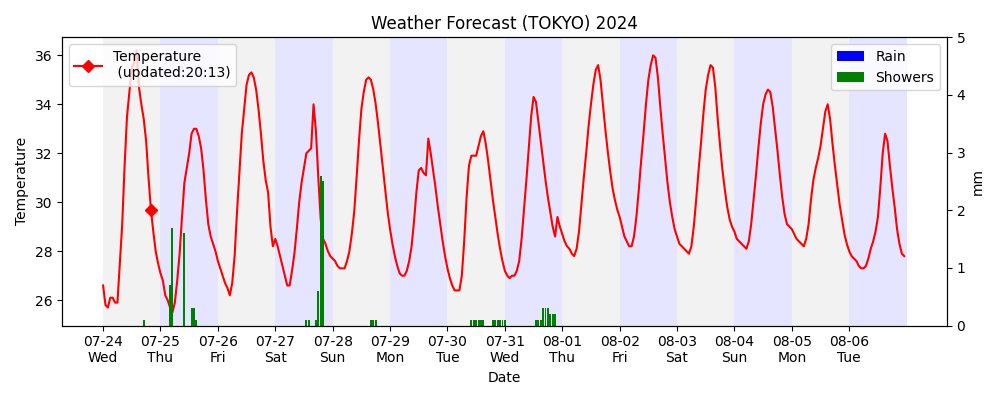 Weather Forecast (TOKYO) 2024
Temperature
(updated:20:13)
Rain
Showers
Temperature
36
34
32
30
28
26
5
4
3
2
1
0
mm
07-24 07-25 07-26 07-27 07-28 07-29 07-30 07-31 08-01 08-02 08-03 08-04 08-05 08-06
Wed Thu Fri Sat Sun Mon Tue Wed Thu Fri Sat Sun Mon Tue
Date